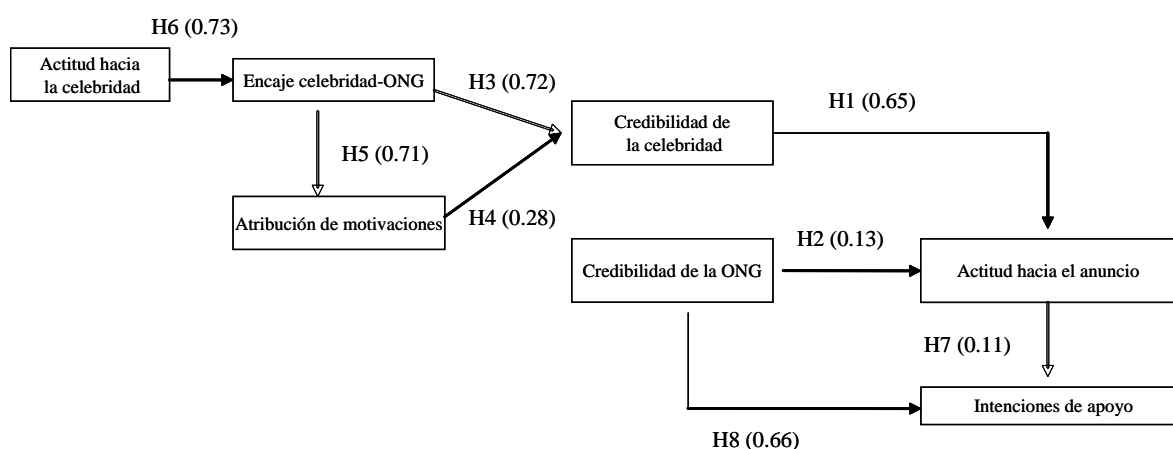 H6 (0.73)
Actitud hacia
la celebridad
Encaje celebridad-ONG
H3 (0.72)
H1 (0.65)
Credibilidad de
la celebridad
H5 (0.71)
Atribución de motivaciones
H4 (0.28)
H2 (0.13)
Credibilidad de la ONG
Actitud hacia el anuncio
H7 (0.11)
Intenciones de apoyo
H8 (0.66)